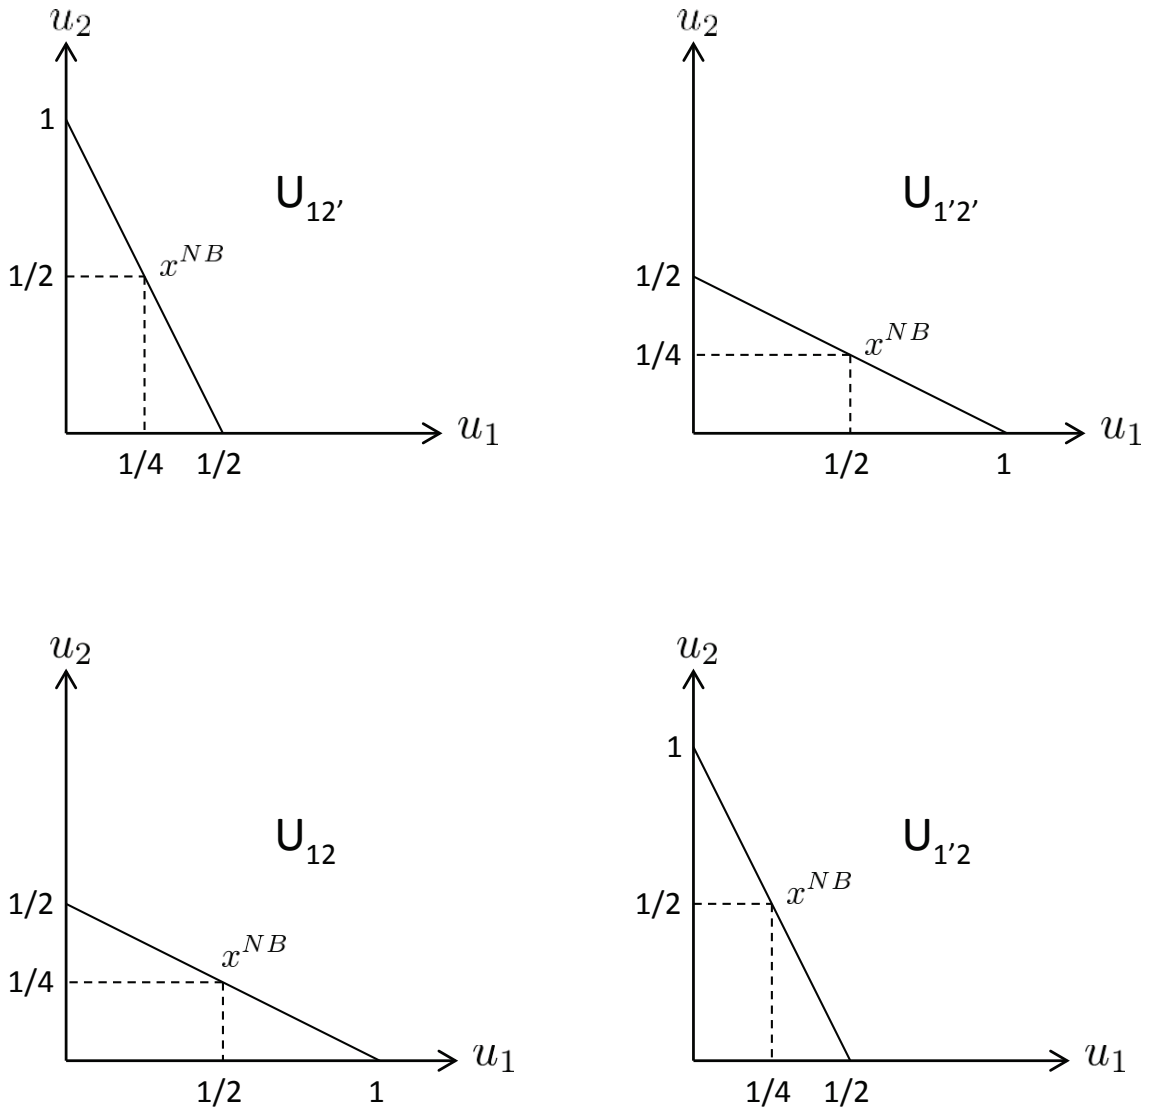 u₂
1
U₁₂'
x^{NB}
1/2
u₁
1/4 1/2
u₂
U₁'₂'
1/2
x^{NB}
1/4
u₁
1/2 1
u₂
U₁₂
1/2
x^{NB}
1/4
u₁
1/2 1
u₂
1
U₁'₂
x^{NB}
1/2
u₁
1/4 1/2